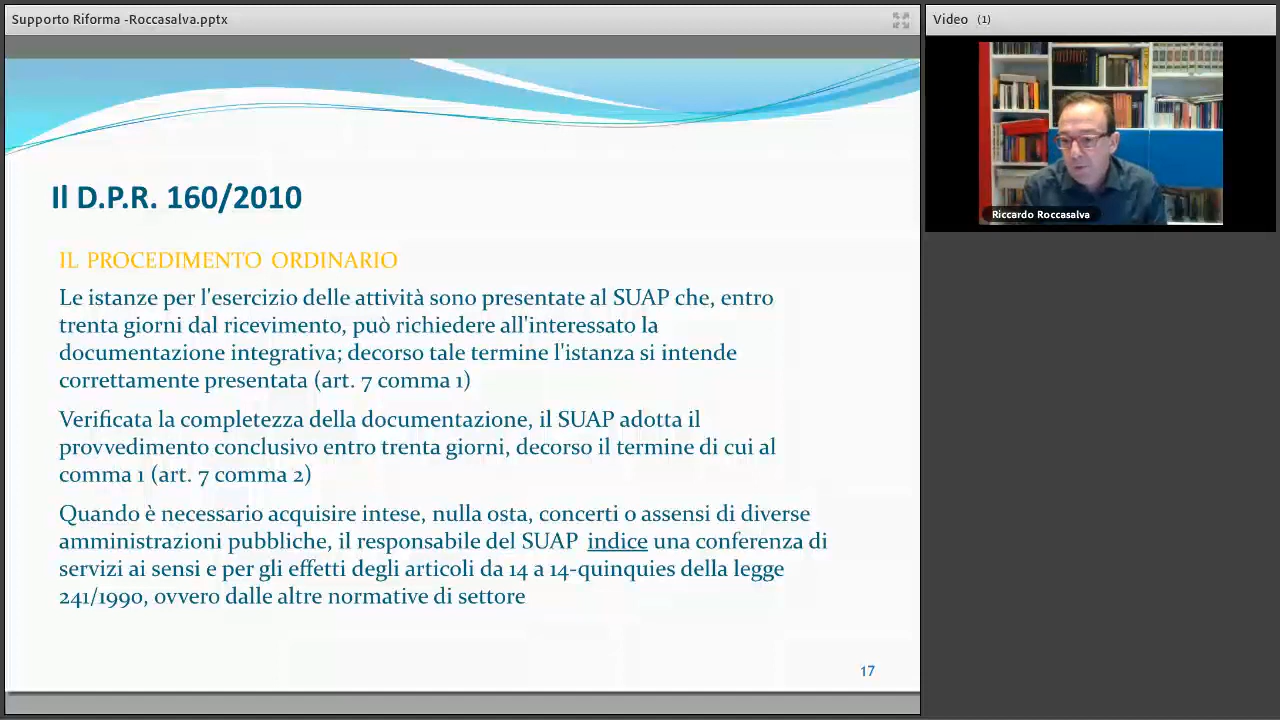 Supporto Riforma -Roccasalva.pptx
Video (1)
Riccardo Roccasalva
Il D.P.R. 160/2010
IL PROCEDIMENTO ORDINARIO
Le istanze per l'esercizio delle attività sono presentate al SUAP che, entro
trenta giorni dal ricevimento, può richiedere all'interessato la
documentazione integrativa; decorso tale termine l'istanza si intende
correttamente presentata (art. 7 comma 1)
Verificata la completezza della documentazione, il SUAP adotta il
provvedimento conclusivo entro trenta giorni, decorso il termine di cui al
comma 1 (art. 7 comma 2)
Quando è necessario acquisire intese, nulla osta, concerti o assensi di diverse
amministrazioni pubbliche, il responsabile del SUAP indice una conferenza di
servizi ai sensi e per gli effetti degli articoli da 14 a 14-quinquies della legge
241/1990, ovvero dalle altre normative di settore
17